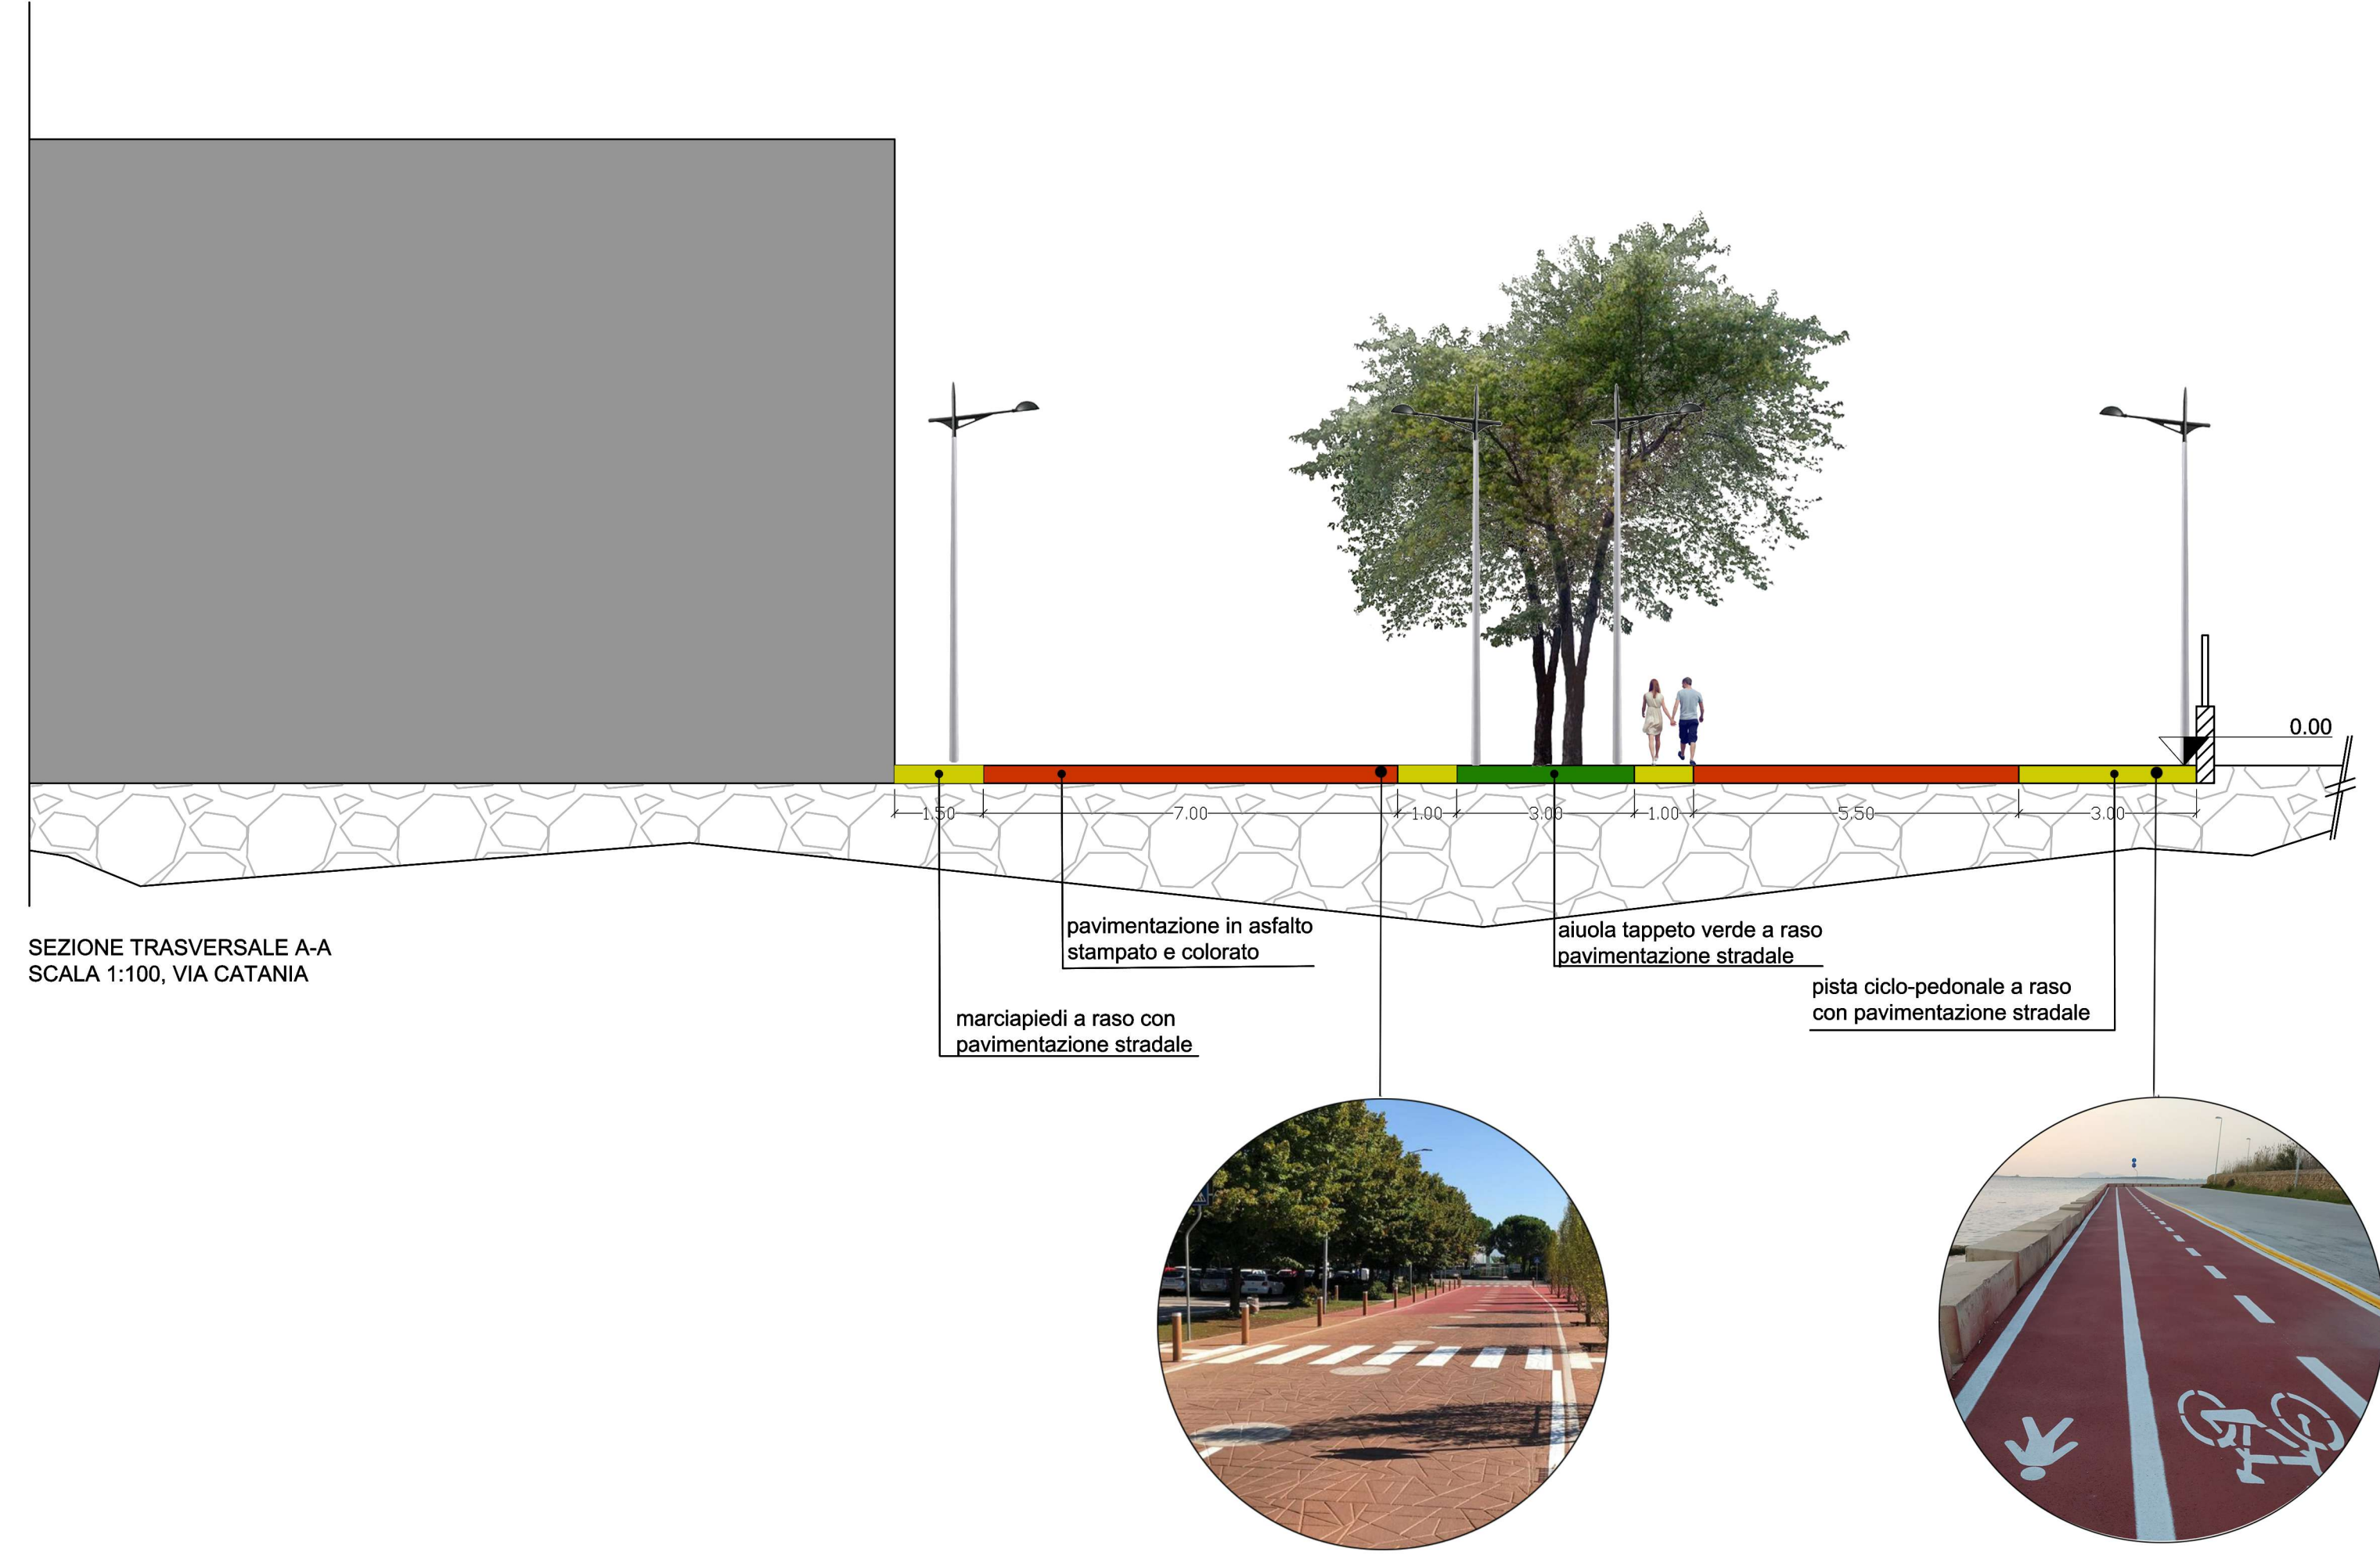 0.00
1.50
7.00
1.00
3.00
1.00
5.50
3.00
SEZIONE TRASVERSALE A-A
SCALA 1:100, VIA CATANIA
pavimentazione in asfalto
stampato e colorato
aiuola tappeto verde a raso
pavimentazione stradale
pista ciclo-pedonale a raso
con pavimentazione stradale
marciapiedi a raso con
pavimentazione stradale